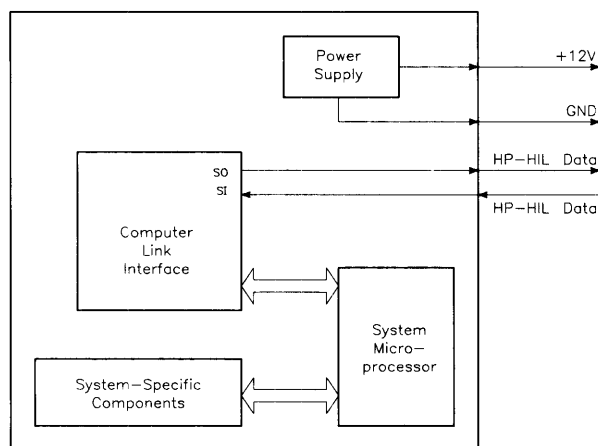 Power
Supply
+12V
GND
SO
HP-HIL Data
SI
HP-HIL Data
Computer
Link
Interface
System
Micro-
processor
System-Specific
Components